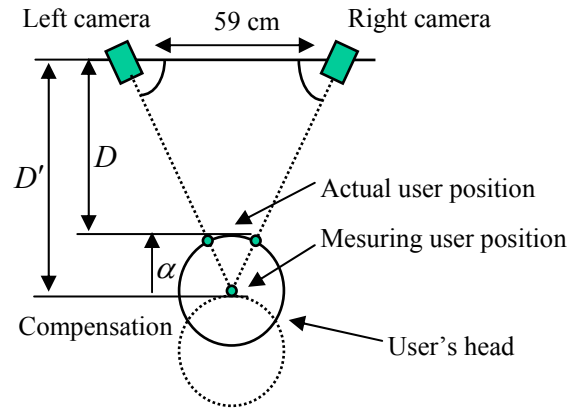 Left camera
Right camera
59 cm
D
D′
Actual user position
Mesuring user position
α
Compensation
User's head